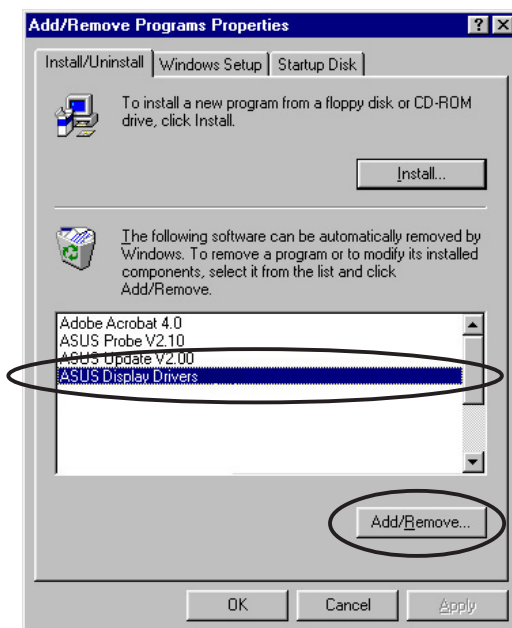 Add/Remove Programs Properties
Install/Uninstall Windows Setup Startup Disk
To install a new program from a floppy disk or CD-ROM
drive, click Install.
Install...
The following software can be automatically removed by
Windows. To remove a program or to modify its installed
components, select it from the list and click
Add/Remove.
Adobe Acrobat 4.0
ASUS Probe V2.10
ASUS Update V2.00
ASUS Display Drivers
Add/Remove...
OK Cancel Apply